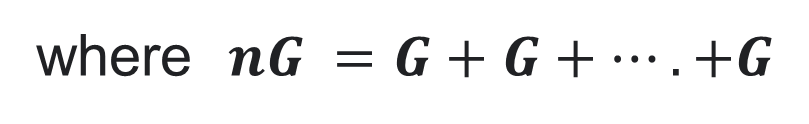 where nG = G + G + ⋯ . +G